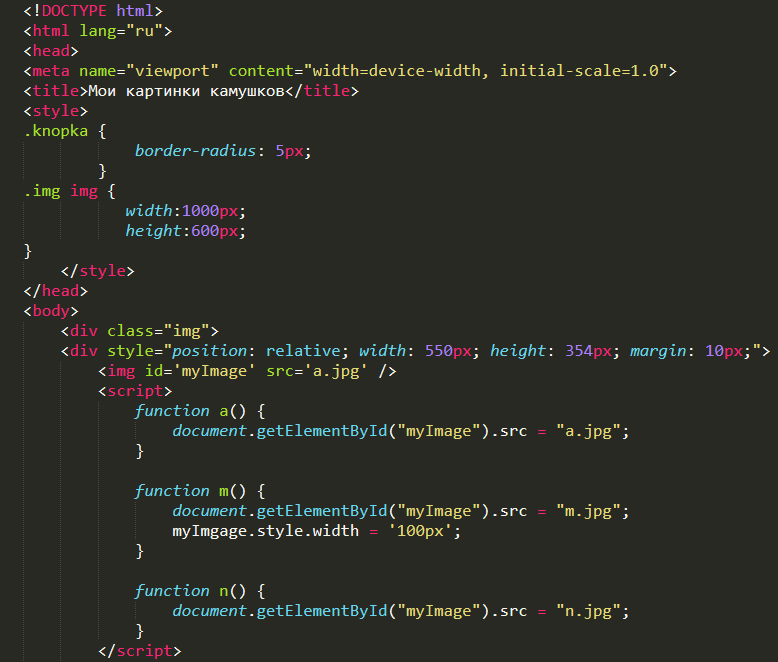 <!DOCTYPE html>
<html lang="ru">
<head>
<meta name="viewport" content="width=device-width, initial-scale=1.0">
<title>Мои картинки камушков</title>
<style>
.knopka {
border-radius: 5px;
}
.img img {
width:1000px;
height:600px;
}
</style>
</head>
<body>
<div class="img">
<div style="position: relative; width: 550px; height: 354px; margin: 10px;">
<img id='myImage' src='a.jpg' />
<script>
function a() {
document.getElementById("myImage").src = "a.jpg";
}
function m() {
document.getElementById("myImage").src = "m.jpg";
myImgage.style.width = '100px';
}
function n() {
document.getElementById("myImage").src = "n.jpg";
}
</script>